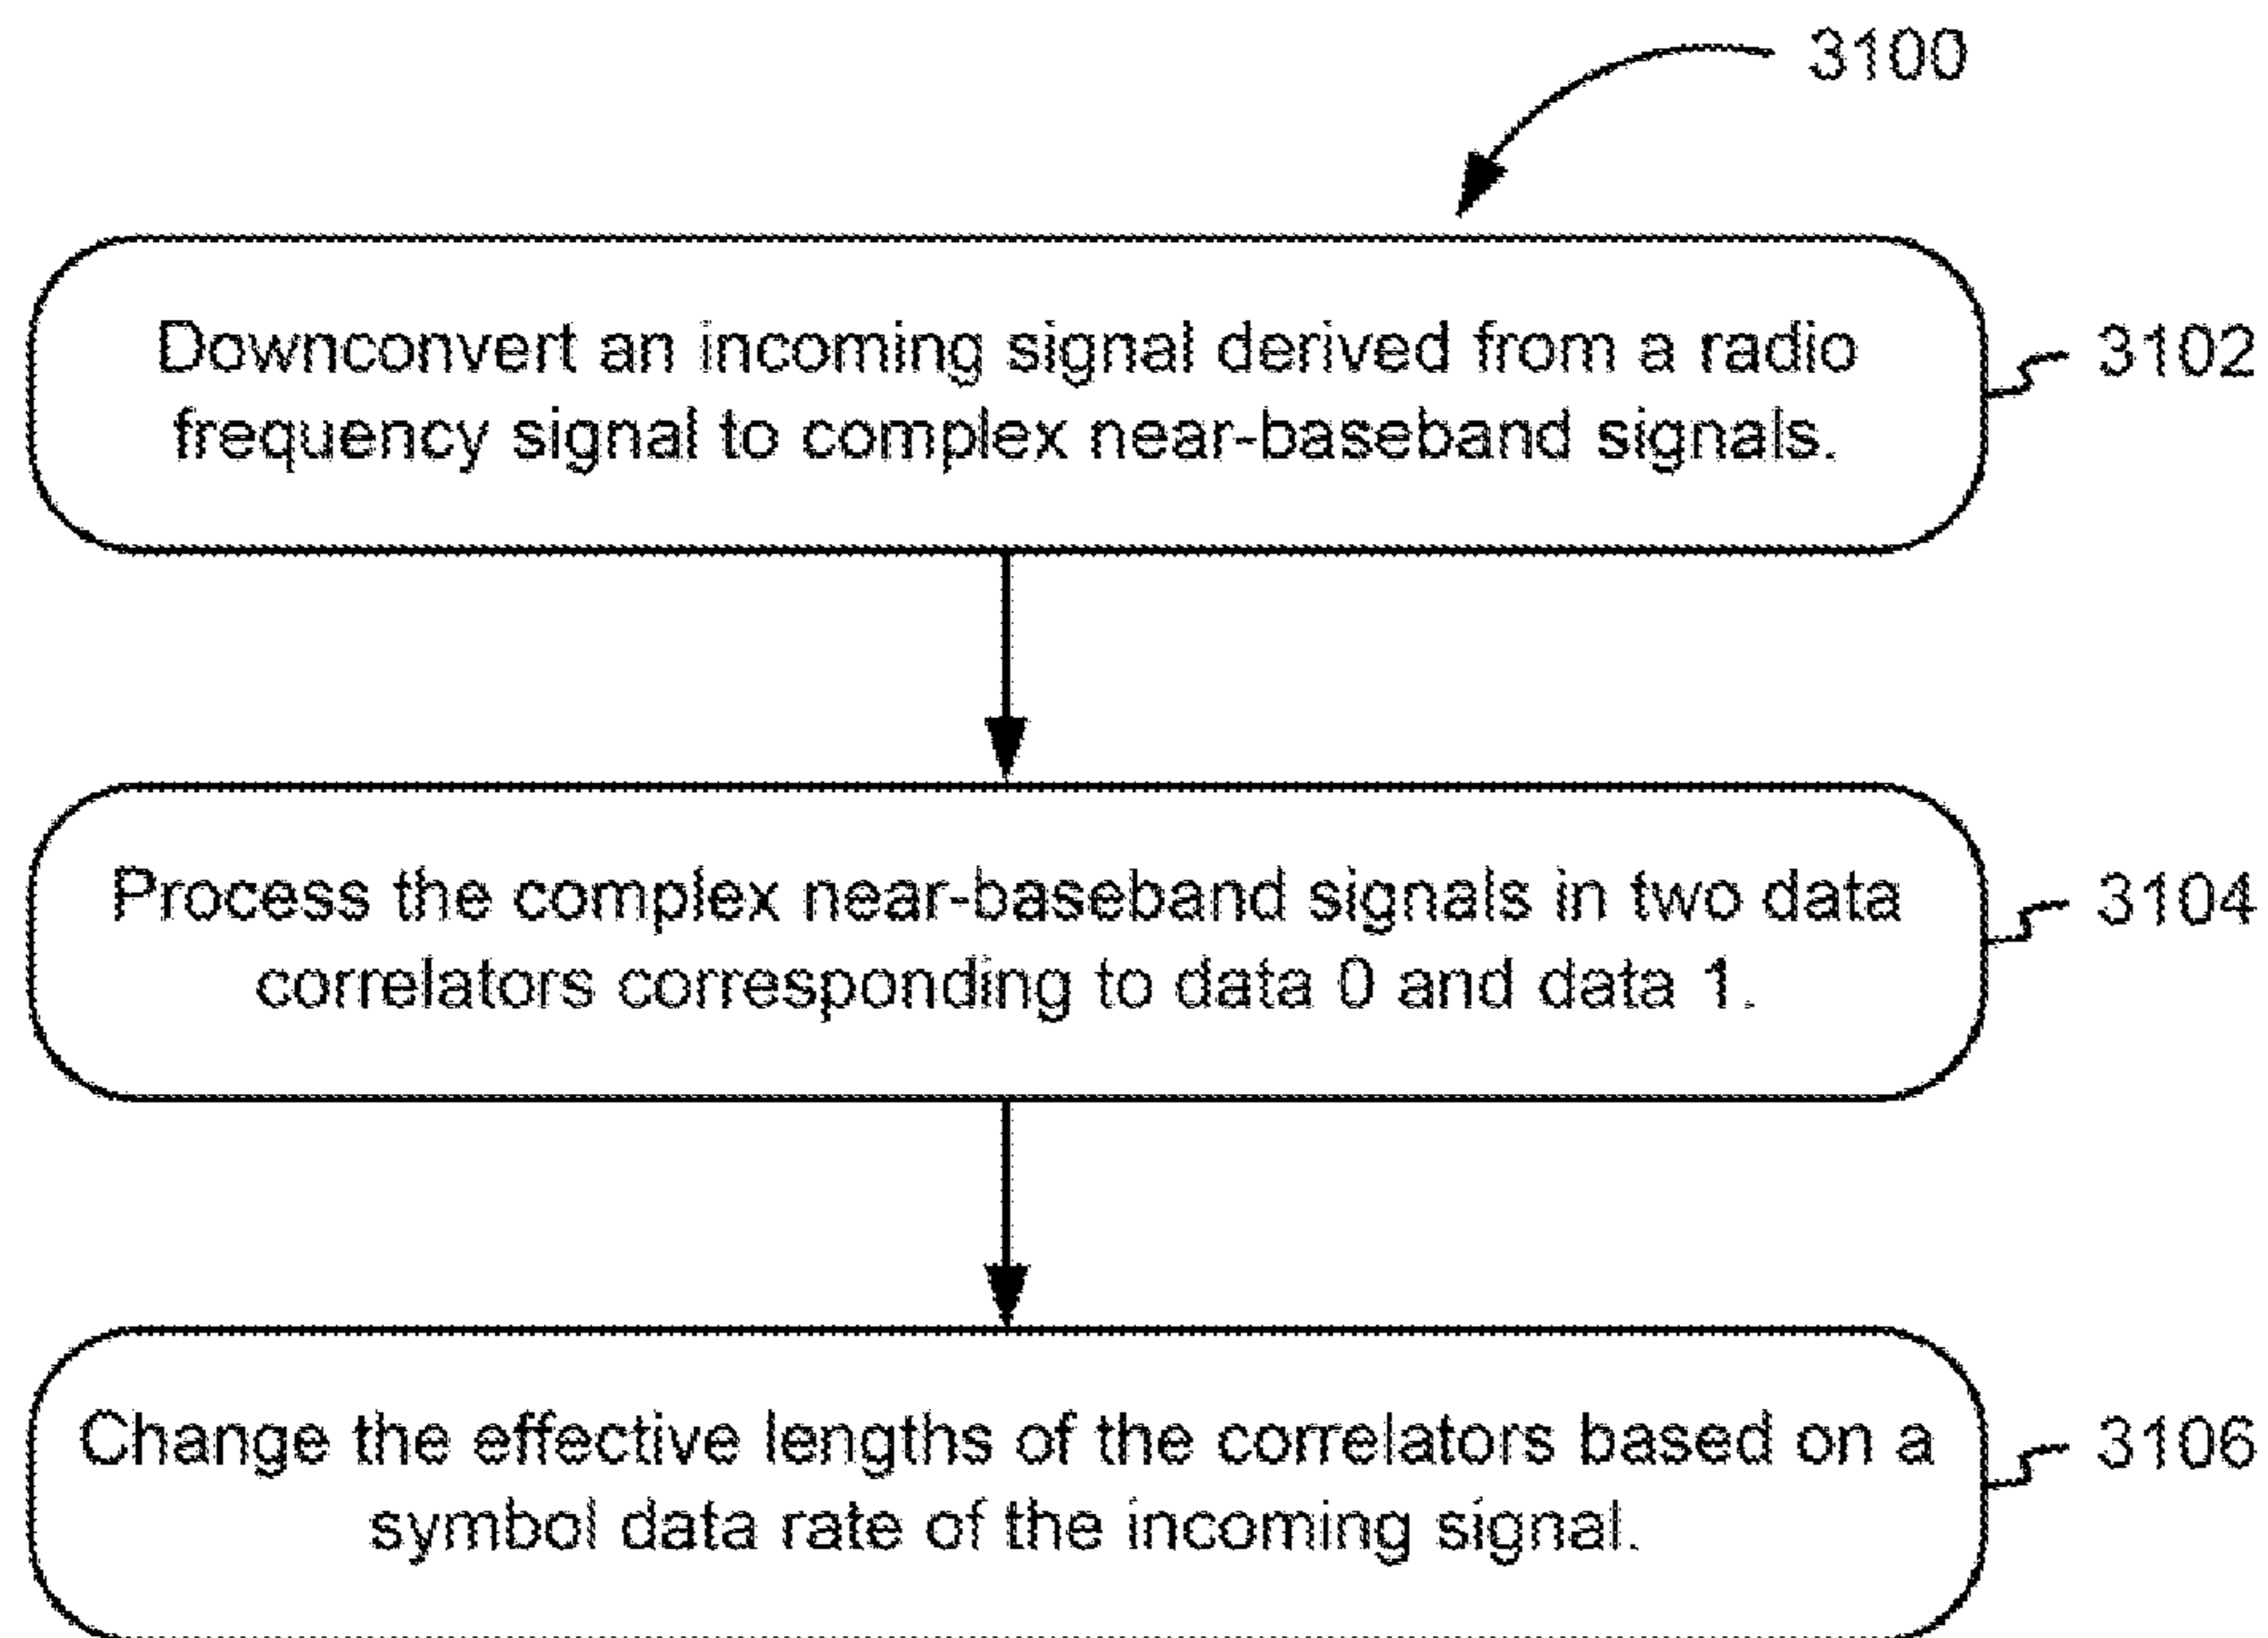 3100
Downconvert an incoming signal derived from a radio
frequency signal to complex near-baseband signals.
3102
Process the complex near-baseband signals in two data
correlators corresponding to data 0 and data 1.
3104
Change the effective lengths of the correlators based on a
symbol data rate of the incoming signal.
3106